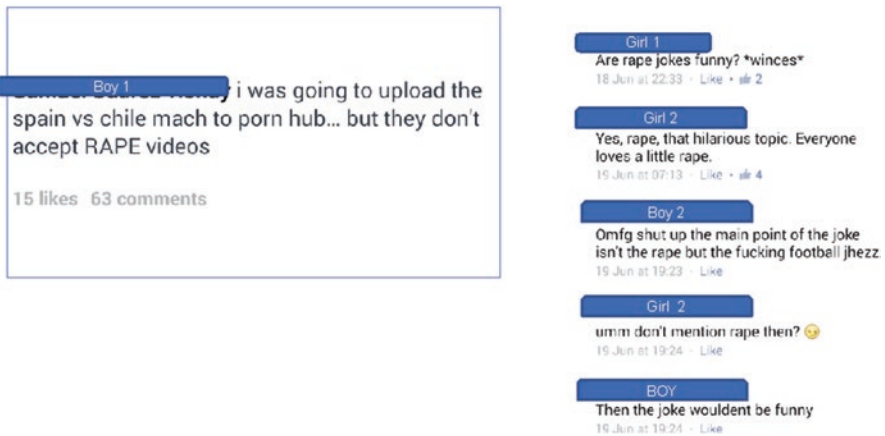 Boy 1 i was going to upload the
spain vs chile mach to porn hub... but they don't
accept RAPE videos
15 likes 63 comments
Girl 1
Are rape jokes funny? *winces*
18 Jun at 22:33 · Like • 2
Girl 2
Yes, rape, that hilarious topic. Everyone
loves a little rape.
19 Jun at 07:13 · Like • 4
Boy 2
Omfg shut up the main point of the joke
isn't the rape but the fucking football jhezz.
19 Jun at 19:23 · Like
Girl 2
umm don't mention rape then? 😏
19 Jun at 19:24 · Like
BOY
Then the joke wouldent be funny
19 Jun at 19:24 · Like